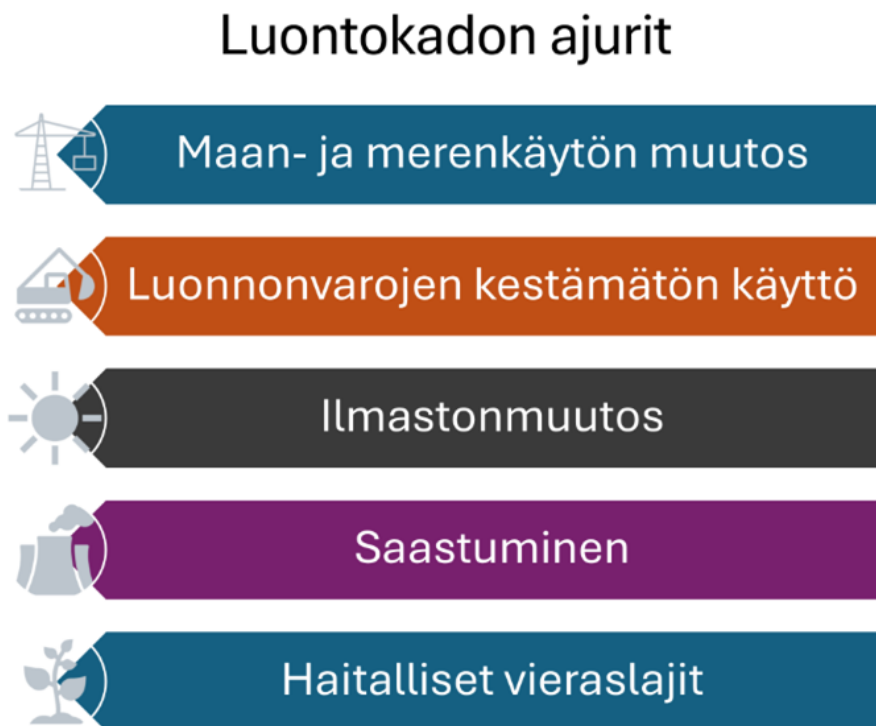 Luontokadon ajurit
Maan- ja merenkäytön muutos
Luonnonvarojen kestämätön käyttö
Ilmastonmuutos
Saastuminen
Haitalliset vieraslajit